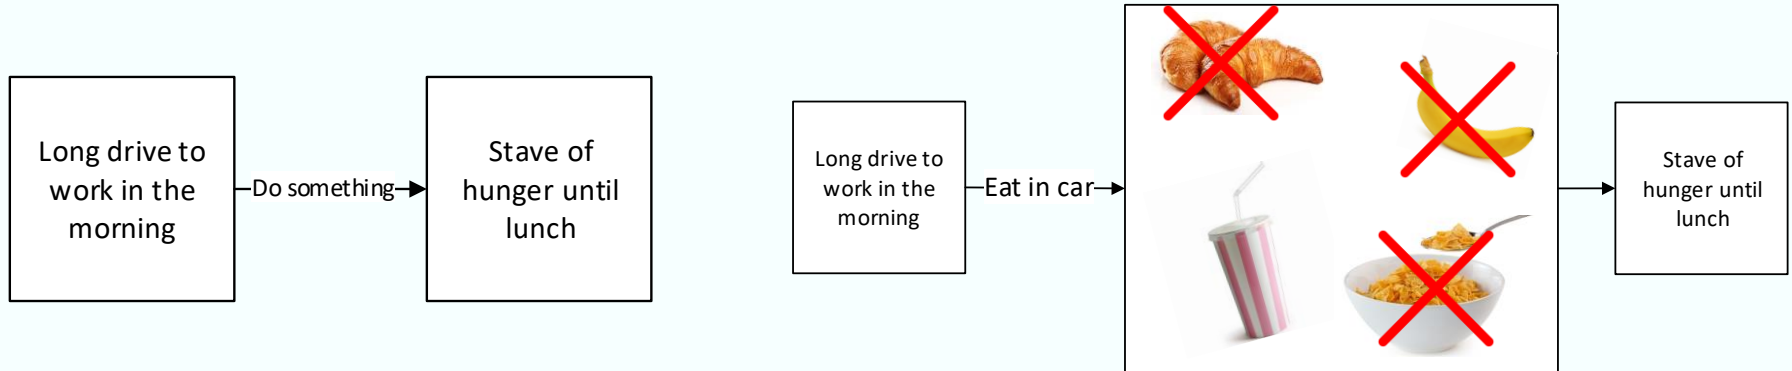 Long drive to
work in the
morning
Do something
Stave of
hunger until
lunch
Long drive to
work in the
morning
Eat in car
Stave of
hunger until
lunch